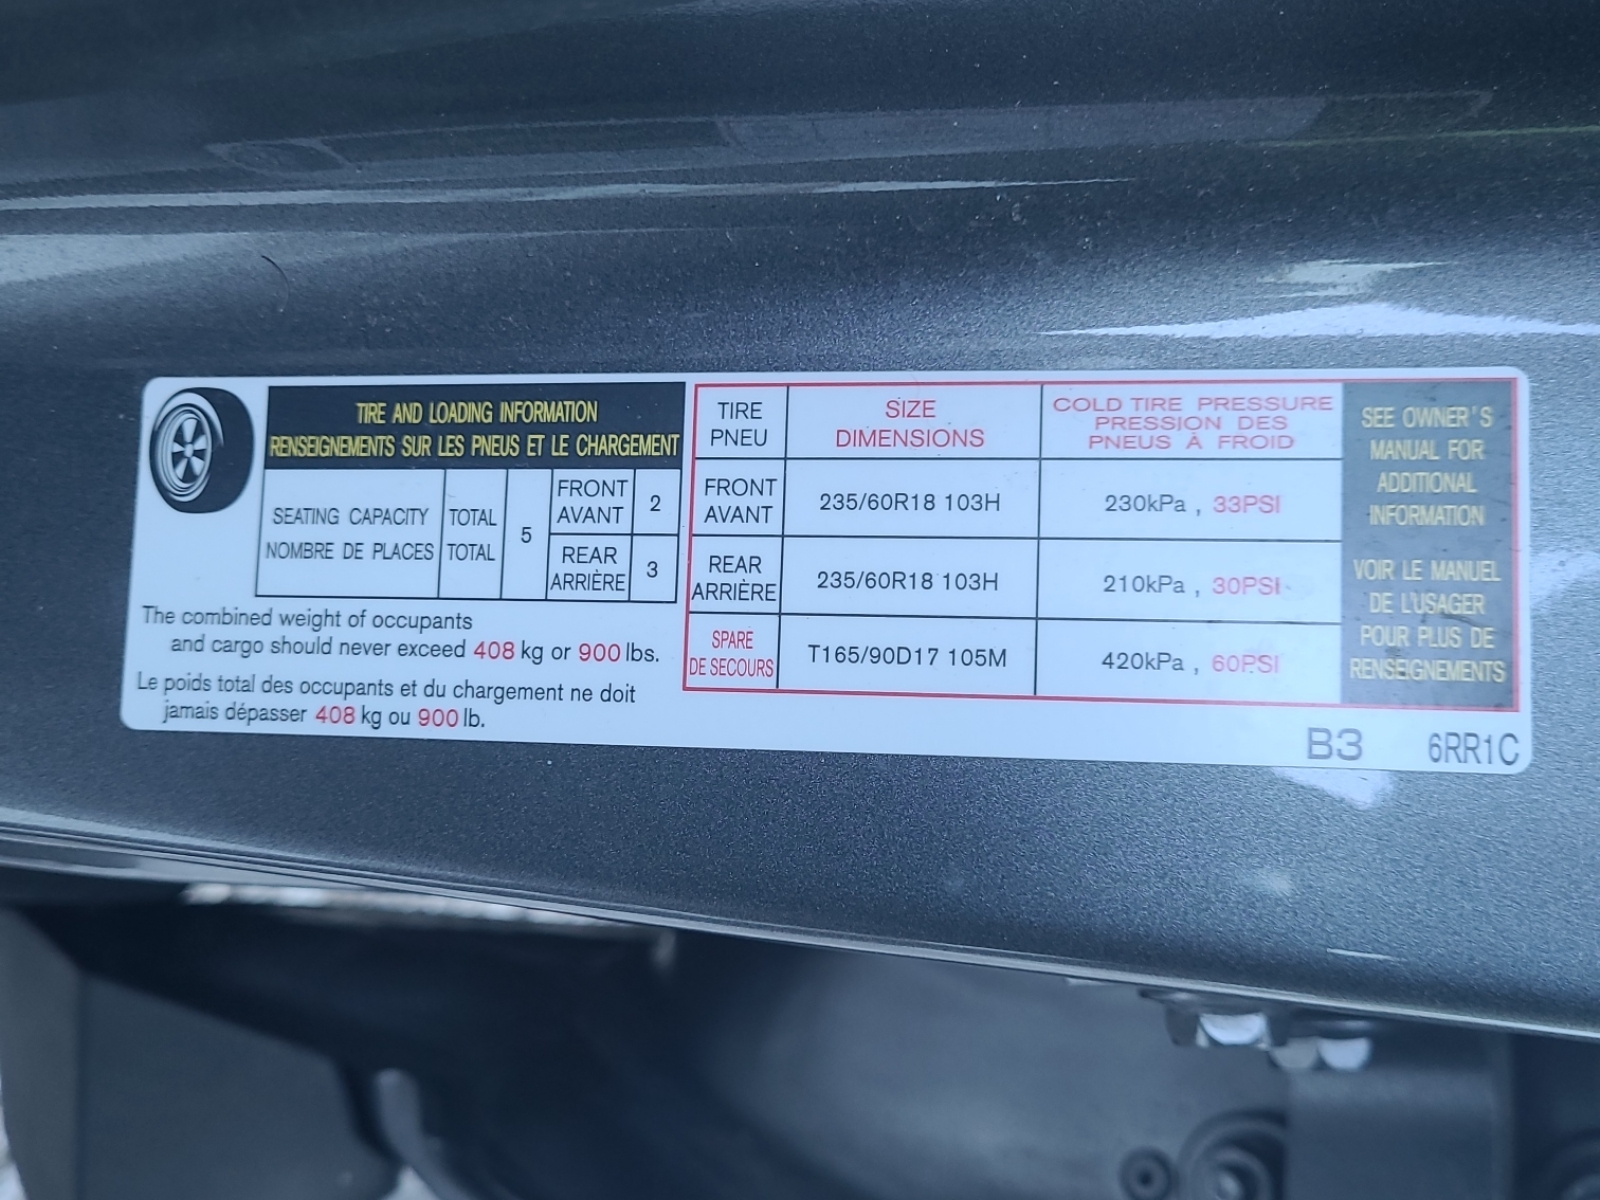 TIRE AND LOADING INFORMATION
RENSEIGNEMENTS SUR LES PNEUS ET LE CHARGEMENT
SEATING CAPACITY
NOMBRE DE PLACES
TOTAL
TOTAL
5
FRONT
AVANT
2
REAR
ARRIÈRE
3
The combined weight of occupants
and cargo should never exceed 408 kg or 900 lbs.
Le poids total des occupants et du chargement ne doit
jamais dépasser 408 kg ou 900 lb.
TIRE
PNEU
SIZE
DIMENSIONS
COLD TIRE PRESSURE
PRESSION DES
PNEUS À FROID
FRONT
AVANT
235/60R18 103H
230kPa , 33PSI
REAR
ARRIÈRE
235/60R18 103H
210kPa , 30PSI
SPARE
DE SECOURS
T165/90D17 105M
420kPa , 60PSI
SEE OWNER'S
MANUAL FOR
ADDITIONAL
INFORMATION
VOIR LE MANUEL
DE L'USAGER
POUR PLUS DE
RENSEIGNEMENTS
B3 6RR1C